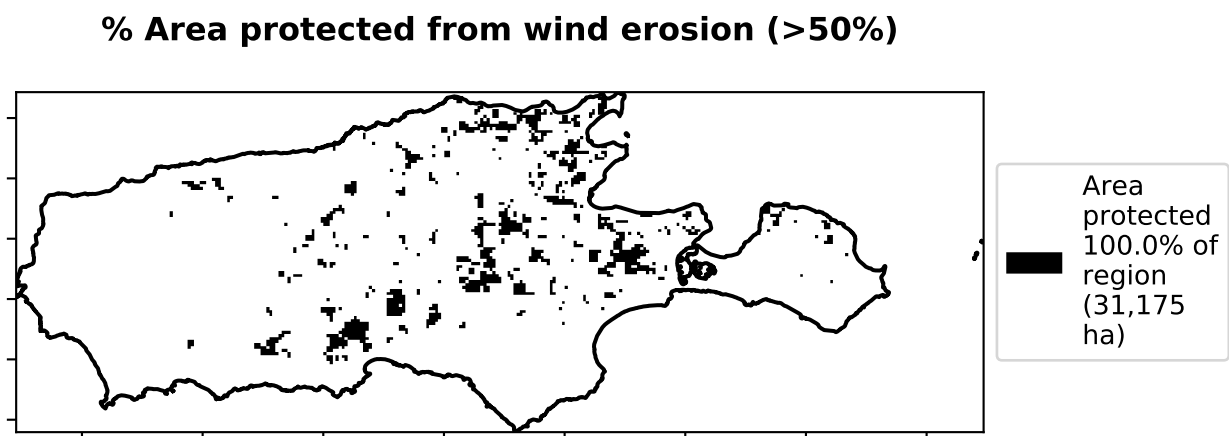 % Area protected from wind erosion (>50%)
Area
protected
100.0% of
region
(31,175
ha)